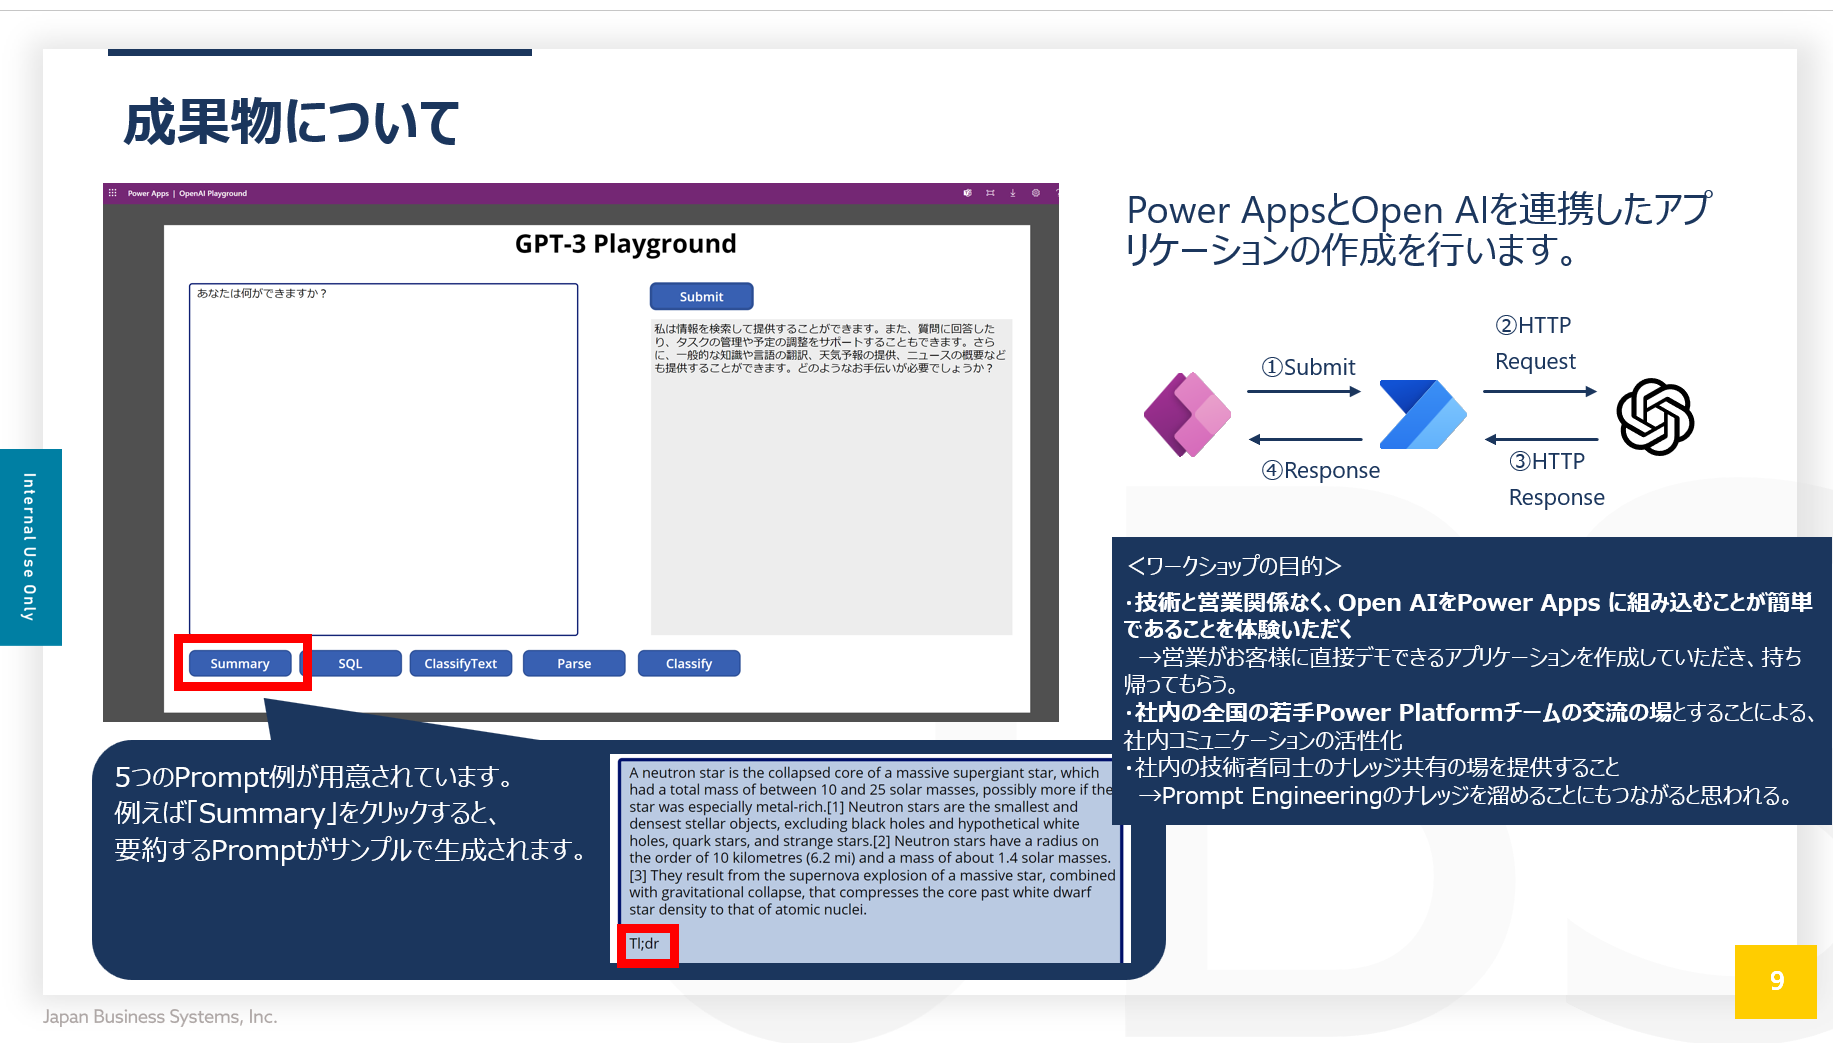 成果物について
Power Apps | OpenAI Playground
GPT-3 Playground
あなたは何ができますか？
Submit
私は情報を検索して提供することができます。また、質問に回答した
り、タスクの管理や予定の調整をサポートすることもできます。さら
に、一般的な知識や言語の翻訳、天気予報の提供、ニュースの概要など
も提供することができます。どのようなお手伝いが必要でしょうか？
Summary
SQL
ClassifyText
Parse
Classify
5つのPrompt例が用意されています。
例えば「Summary」をクリックすると、
要約するPromptがサンプルで生成されます。
A neutron star is the collapsed core of a massive supergiant star, which
had a total mass of between 10 and 25 solar masses, possibly more if the
star was especially metal-rich.[1] Neutron stars are the smallest and
densest stellar objects, excluding black holes and hypothetical white
holes, quark stars, and strange stars.[2] Neutron stars have a radius on
the order of 10 kilometres (6.2 mi) and a mass of about 1.4 solar masses.
[3] They result from the supernova explosion of a massive star, combined
with gravitational collapse, that compresses the core past white dwarf
star density to that of atomic nuclei.
Tl;dr
Power AppsとOpen AIを連携したアプ
リケーションの作成を行います。
①Submit
②HTTP
Request
③HTTP
Response
④Response
＜ワークショップの目的＞
・技術と営業関係なく、Open AIをPower Apps に組み込むことが簡単
であることを体験いただく
→営業がお客様に直接デモできるアプリケーションを作成していただき、持ち
帰ってもらう。
・社内の全国の若手Power Platformチームの交流の場とすることによる、
社内コミュニケーションの活性化
・社内の技術者同士のナレッジ共有の場を提供すること
→Prompt Engineeringのナレッジを溜めることにもつながると思われる。
Internal Use Only
Japan Business Systems, Inc.
9